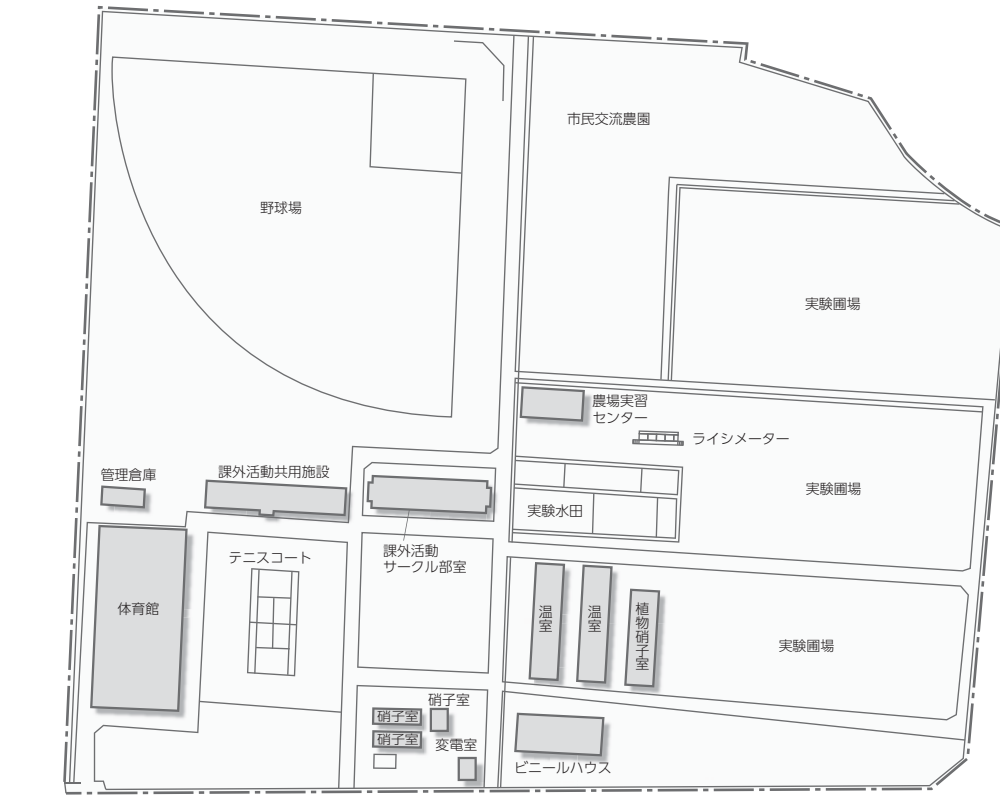 市民交流農園
野球場
実験圃場
農場実習
センター
ライシメーター
管理倉庫
課外活動共用施設
実験圃場
実験水田
課外活動
サークル部室
テニスコート
体育館
温室
温室
植物硝子室
実験圃場
硝子室
硝子室
硝子室
変電室
ビニールハウス